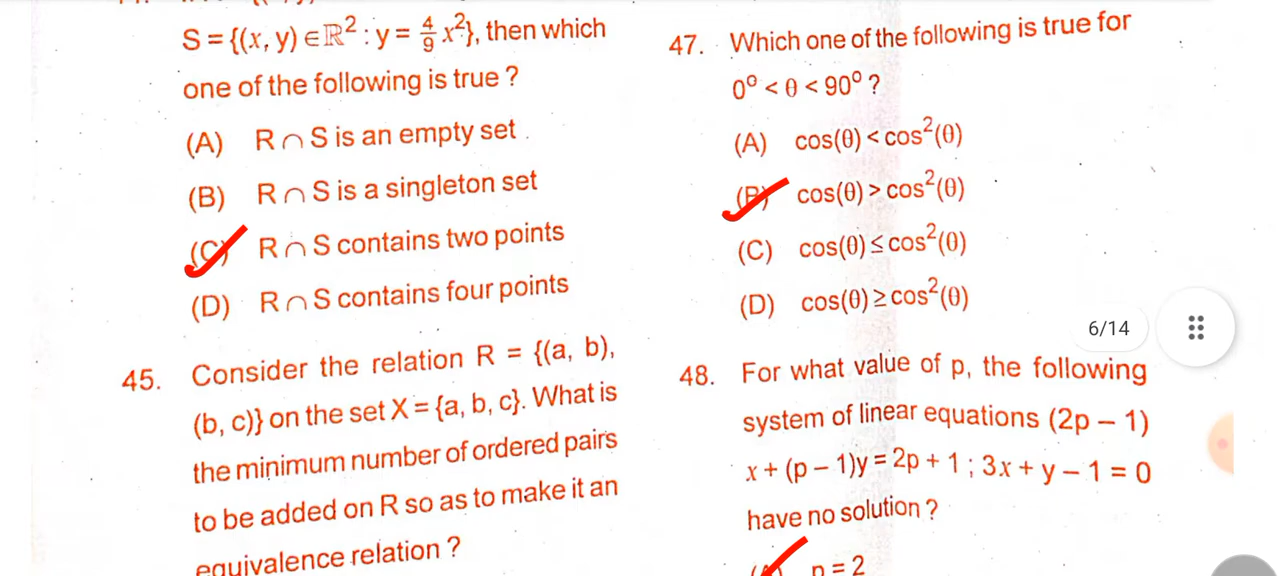 S = {(x, y) ∈ ℝ² : y = 4/9 x²}, then which
one of the following is true ?
(A) R ∩ S is an empty set
(B) R ∩ S is a singleton set
(C) R ∩ S contains two points
(D) R ∩ S contains four points
45. Consider the relation R = {(a, b),
(b, c)} on the set X = {a, b, c}. What is
the minimum number of ordered pairs
to be added on R so as to make it an
equivalence relation ?
47. Which one of the following is true for
0° < θ < 90° ?
(A) cos(θ) < cos²(θ)
(B) cos(θ) > cos²(θ)
(C) cos(θ) ≤ cos²(θ)
(D) cos(θ) ≥ cos²(θ)
6/14
48. For what value of p, the following
system of linear equations (2p – 1)
x + (p – 1)y = 2p + 1 ; 3x + y – 1 = 0
have no solution ?
p = 2